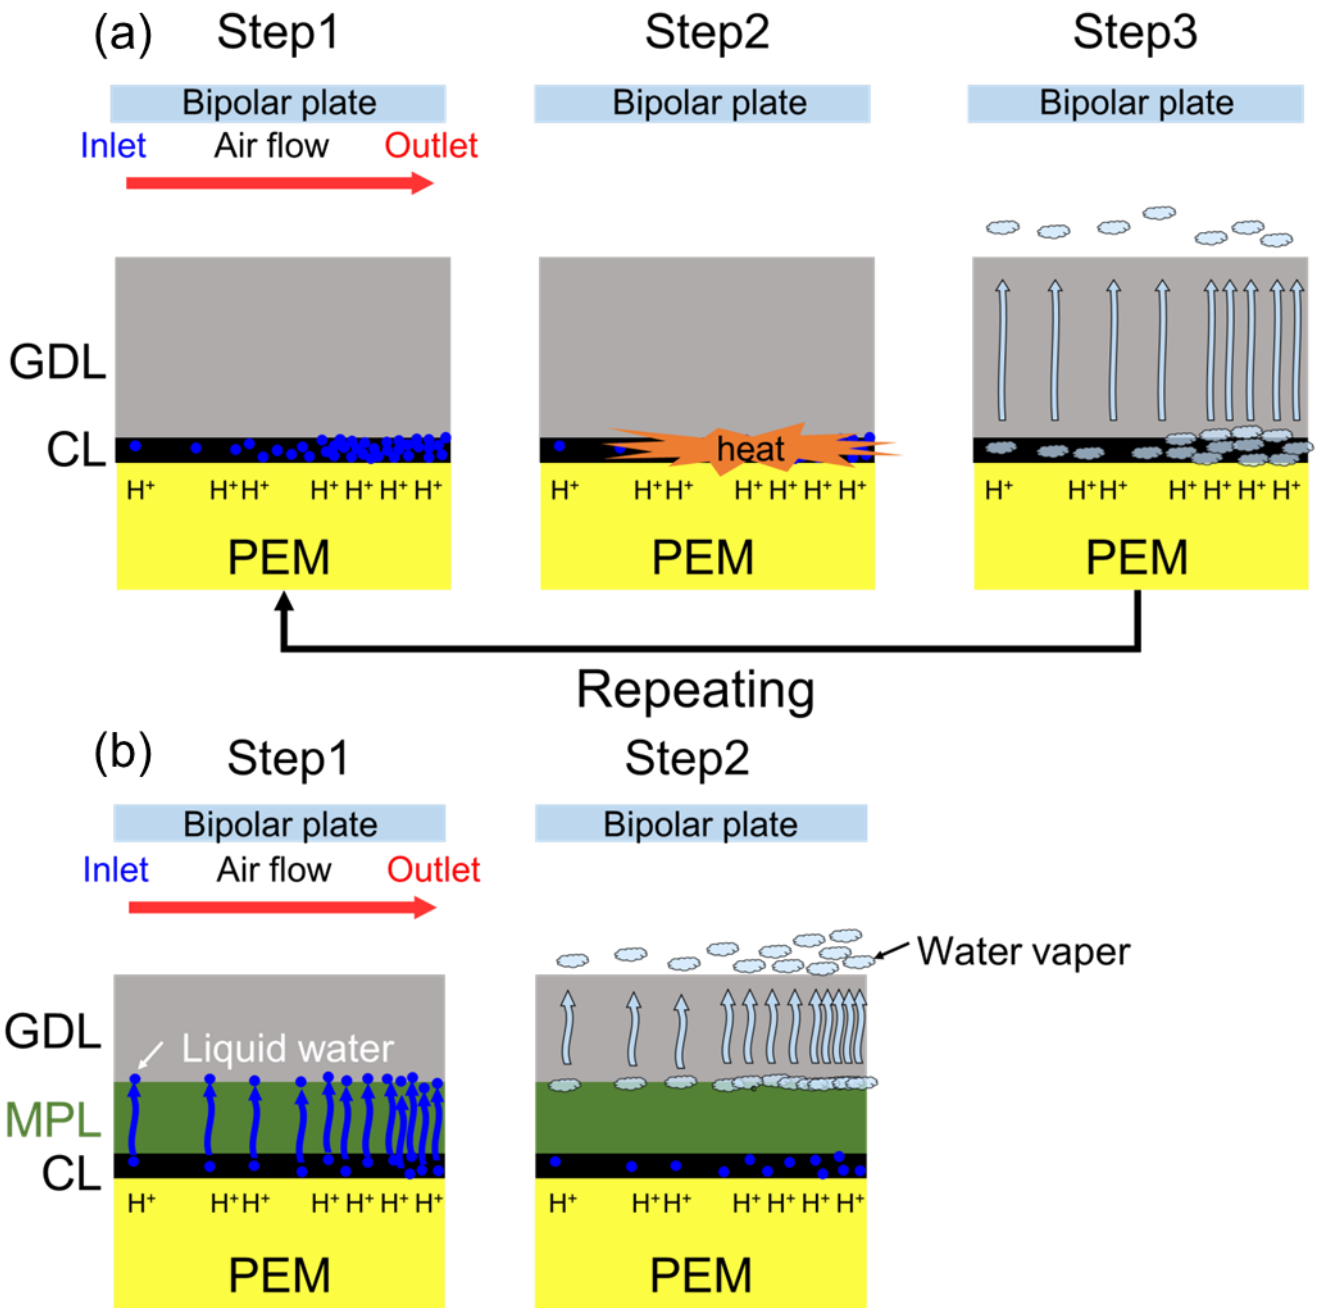 (a) Step1 Step2 Step3
Bipolar plate Bipolar plate Bipolar plate
Inlet Air flow Outlet
GDL
CL heat
H+ H+H+ H+ H+ H+ H+ H+ H+H+ H+ H+ H+ H+ H+ H+H+ H+ H+ H+ H+
PEM PEM PEM
Repeating
(b) Step1 Step2
Bipolar plate Bipolar plate
Inlet Air flow Outlet
Water vaper
GDL Liquid water
MPL
CL
H+ H+H+ H+ H+ H+ H+ H+ H+H+ H+ H+ H+ H+
PEM PEM